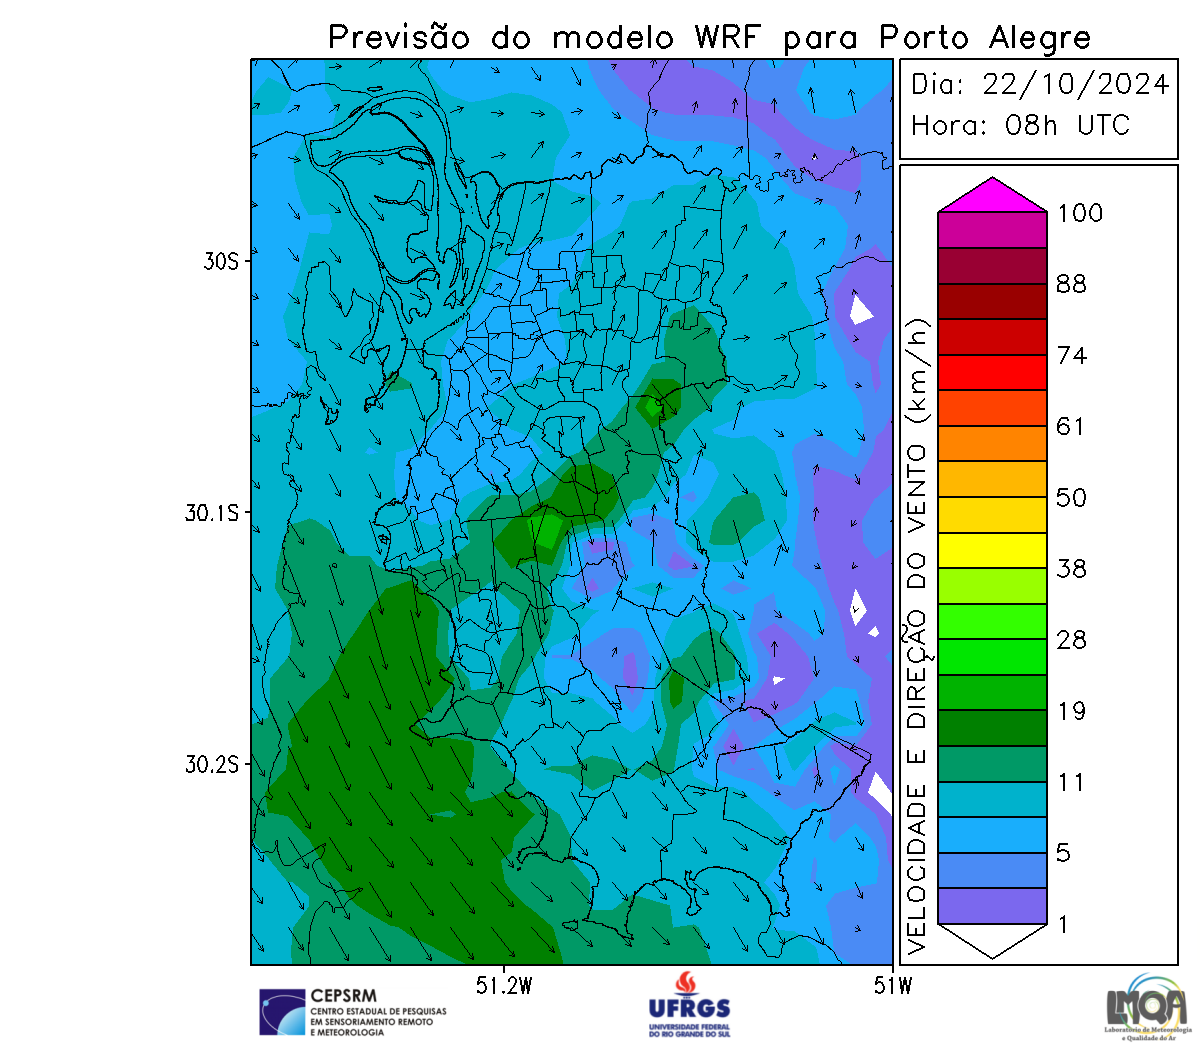 Previsão do modelo WRF para Porto Alegre
Dia: 22/10/2024
Hora: 08h UTC
30S
30.1S
30.2S
51.2W
51W
VELOCIDADE E DIREÇÃO DO VENTO (km/h)
100
88
74
61
50
38
28
19
11
5
1
CEPSRM
CENTRO ESTADUAL DE PESQUISAS
EM SENSORIAMENTO REMOTO
E METEOROLOGIA
UFRGS
UNIVERSIDADE FEDERAL
DO RIO GRANDE DO SUL
LMQA
Laboratório de Meteorologia
e Qualidade do Ar